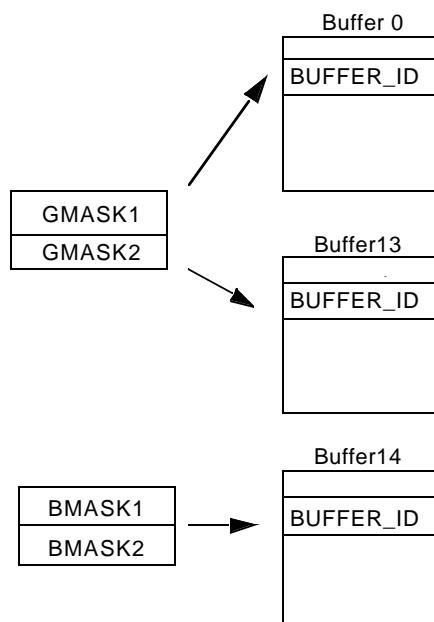 Buffer 0
BUFFER_ID
GMASK1
GMASK2
Buffer13
BUFFER_ID
Buffer14
BMASK1
BUFFER_ID
BMASK2